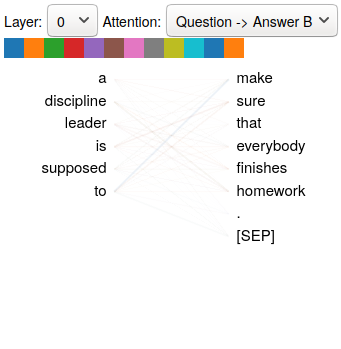 Layer: 0 Attention: Question -> Answer B
a make
discipline sure
leader that
is everybody
supposed finishes
to homework
.
[SEP]